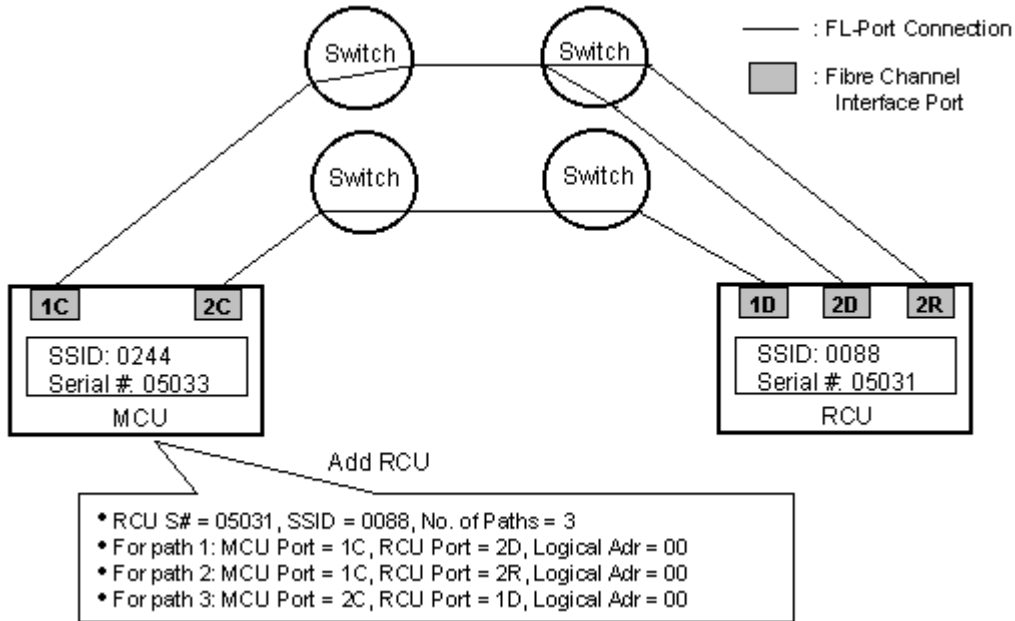 Switch
Switch
: FL-Port Connection
: Fibre Channel
Interface Port
Switch
Switch
1C
2C
1D
2D
2R
SSID: 0244
Serial #: 05033
MCU
SSID: 0088
Serial #: 05031
RCU
Add RCU
• RCU S# = 05031, SSID = 0088, No. of Paths = 3
• For path 1: MCU Port = 1C, RCU Port = 2D, Logical Adr = 00
• For path 2: MCU Port = 1C, RCU Port = 2R, Logical Adr = 00
• For path 3: MCU Port = 2C, RCU Port = 1D, Logical Adr = 00